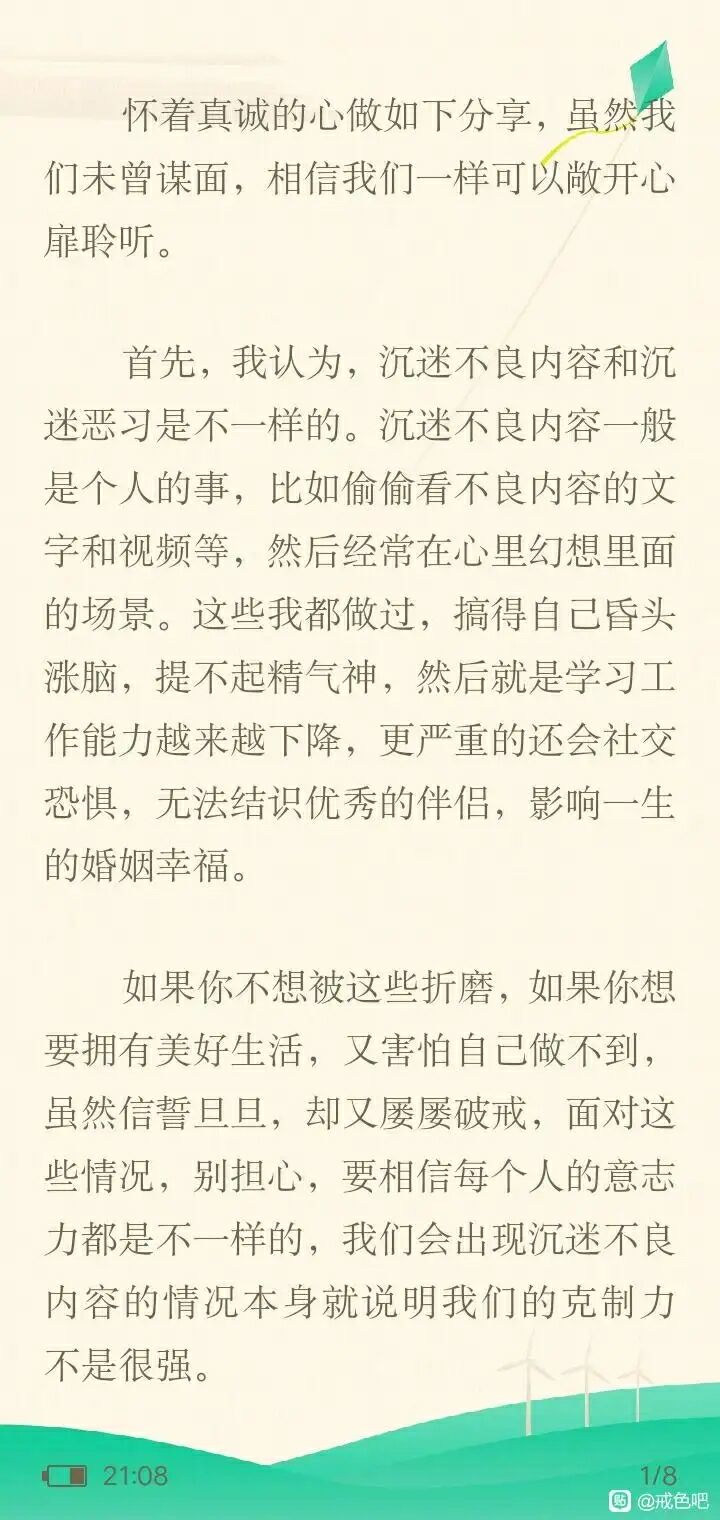 怀着真诚的心做如下分享，虽然我
们未曾谋面，相信我们一样可以敞开心
扉聆听。
首先，我认为，沉迷不良内容和沉
迷恶习是不一样的。沉迷不良内容一般
是个人的事，比如偷偷看不良内容的文
字和视频等，然后经常在心里幻想里面
的场景。这些我都做过，搞得自己昏头
涨脑，提不起精气神，然后就是学习工
作能力越来越下降，更严重的还会社交
恐惧，无法结识优秀的伴侣，影响一生
的婚姻幸福。
如果你不想被这些折磨，如果你想
要拥有美好生活，又害怕自己做不到，
虽然信誓旦旦，却又屡屡破戒，面对这
些情况，别担心，要相信每个人的意志
力都是不一样的，我们会出现沉迷不良
内容的情况本身就说明我们的克制力
不是很强。
21:08
1/8
贴 @戒色吧